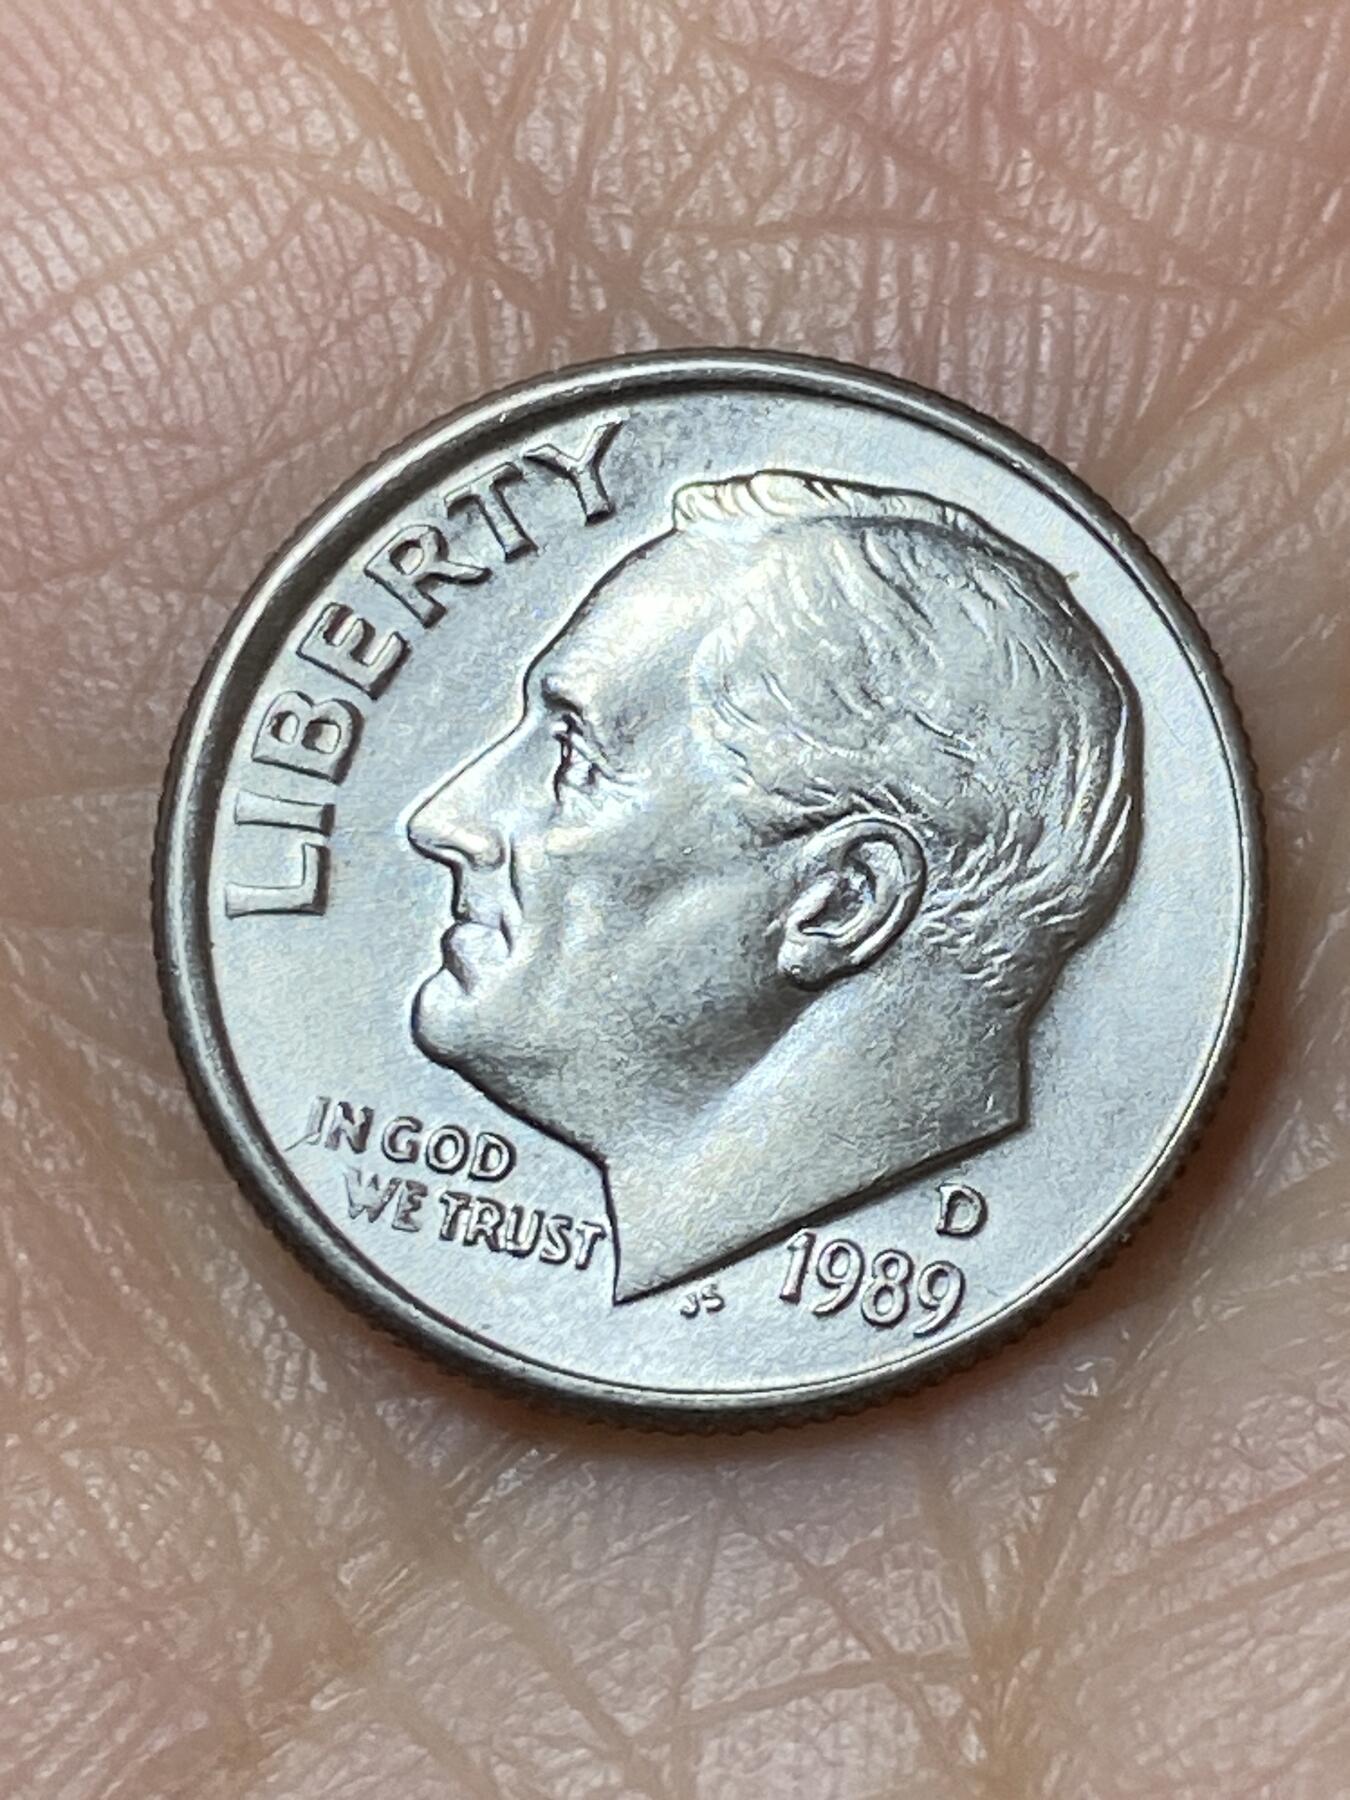 LIBERTY
IN GOD
WE TRUST
JS
D
1989